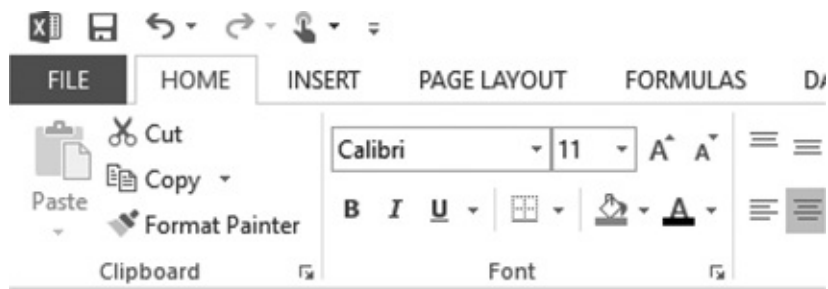 FILE HOME INSERT PAGE LAYOUT FORMULAS
Cut
Calibri 11 A A
Copy
Paste
B I U A
Format Painter
Clipboard Font